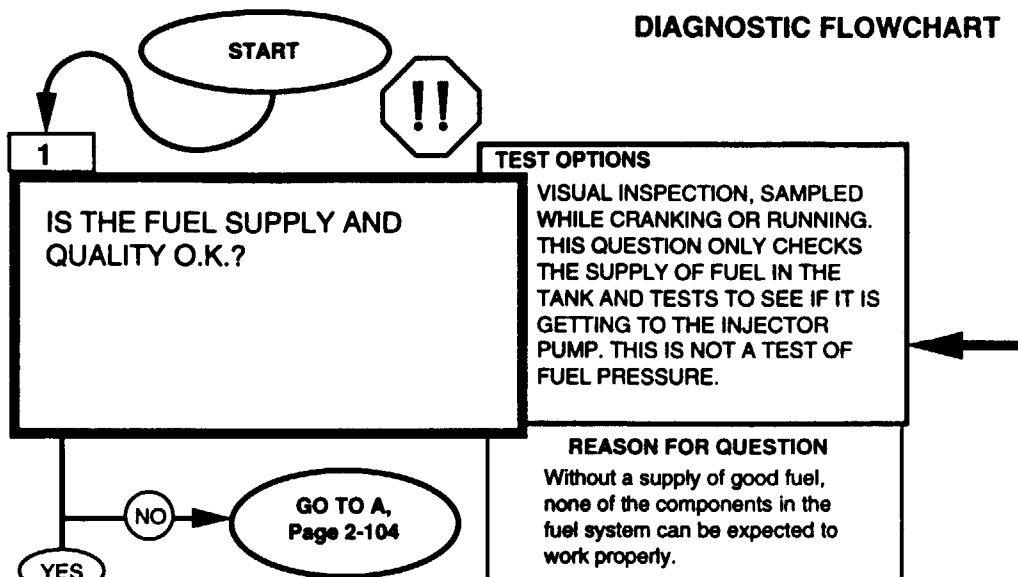 DIAGNOSTIC FLOWCHART
START
!!
1
IS THE FUEL SUPPLY AND
QUALITY O.K.?
TEST OPTIONS
VISUAL INSPECTION, SAMPLED
WHILE CRANKING OR RUNNING.
THIS QUESTION ONLY CHECKS
THE SUPPLY OF FUEL IN THE
TANK AND TESTS TO SEE IF IT IS
GETTING TO THE INJECTOR
PUMP. THIS IS NOT A TEST OF
FUEL PRESSURE.
REASON FOR QUESTION
Without a supply of good fuel,
none of the components in the
fuel system can be expected to
work properly.
NO
GO TO A,
Page 2-104
YES